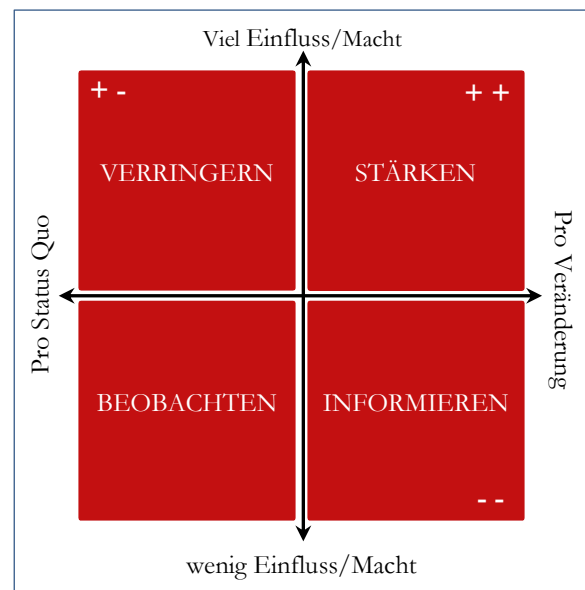 Viel Einfluss/Macht
+ -
+ +
VERRINGERN
STÄRKEN
Pro Status Quo
Pro Veränderung
BEOBACHTEN
INFORMIEREN
- -
wenig Einfluss/Macht